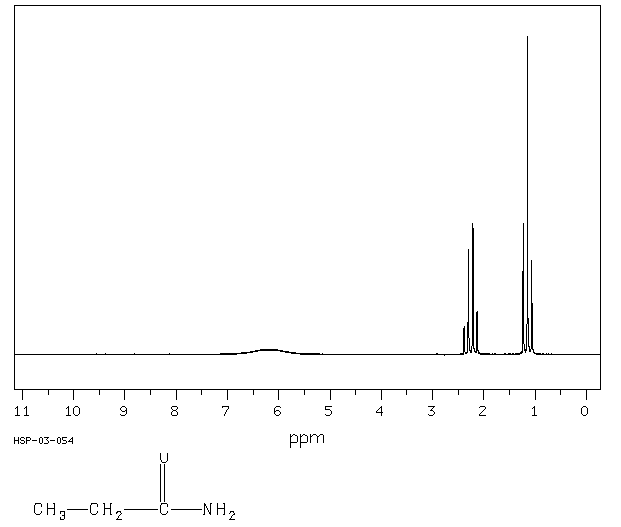 11 10 9 8 7 6 5 4 3 2 1 0
ppm
HSP-03-054
U
CH3 CH2 C NH2